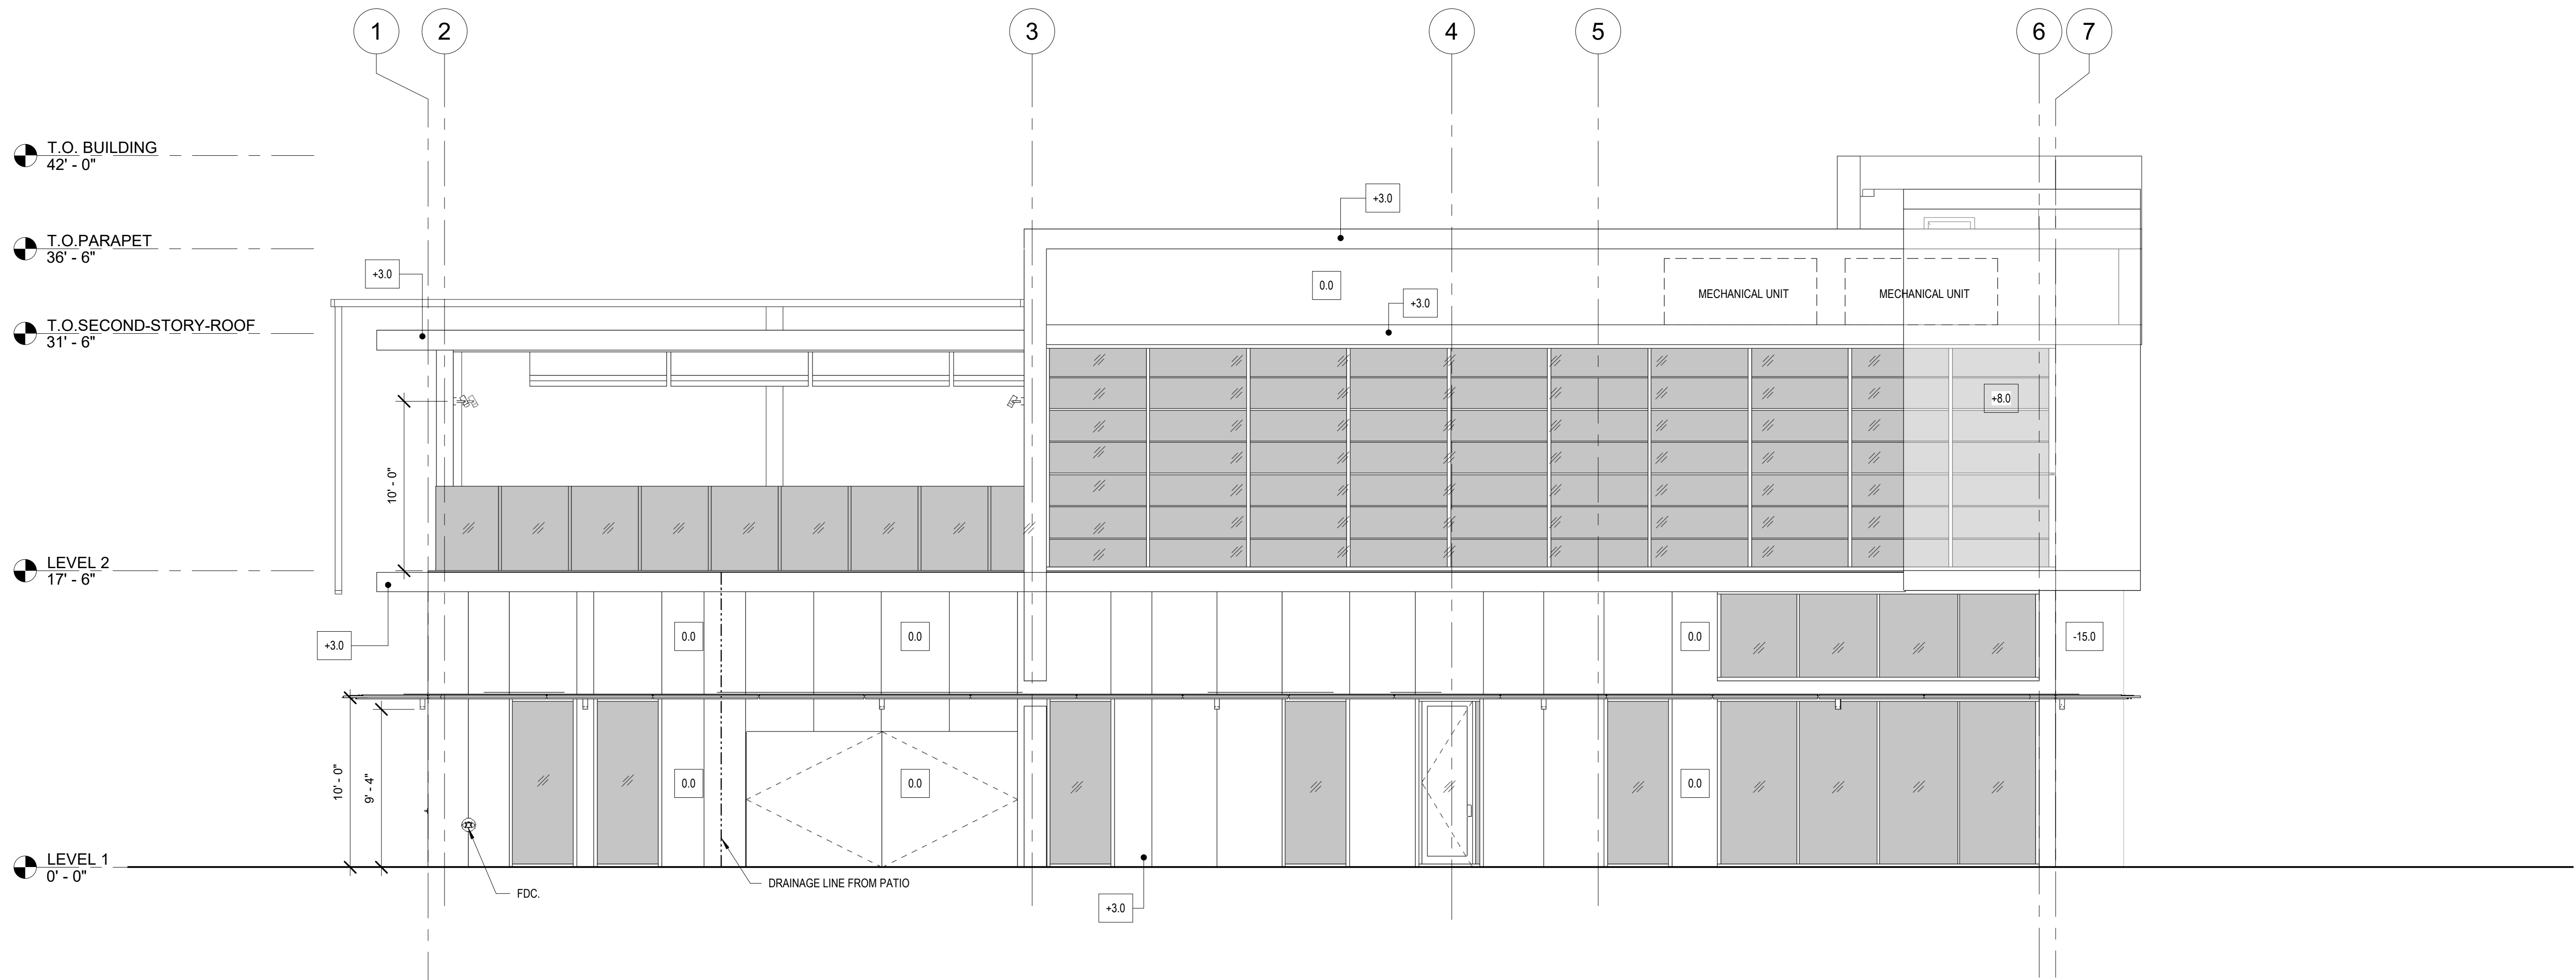 1
2
3
4
5
6
7
T.O. BUILDING
42' - 0"
+3.0
T.O.PARAPET
36' - 6"
+3.0
0.0
MECHANICAL UNIT
MECHANICAL UNIT
+3.0
T.O.SECOND-STORY-ROOF
31' - 6"
+8.0
10' - 0"
LEVEL 2
17' - 6"
+3.0
0.0
0.0
0.0
-15.0
10' - 0"
9' - 4"
0.0
0.0
0.0
LEVEL 1
0' - 0"
FDC.
DRAINAGE LINE FROM PATIO
+3.0